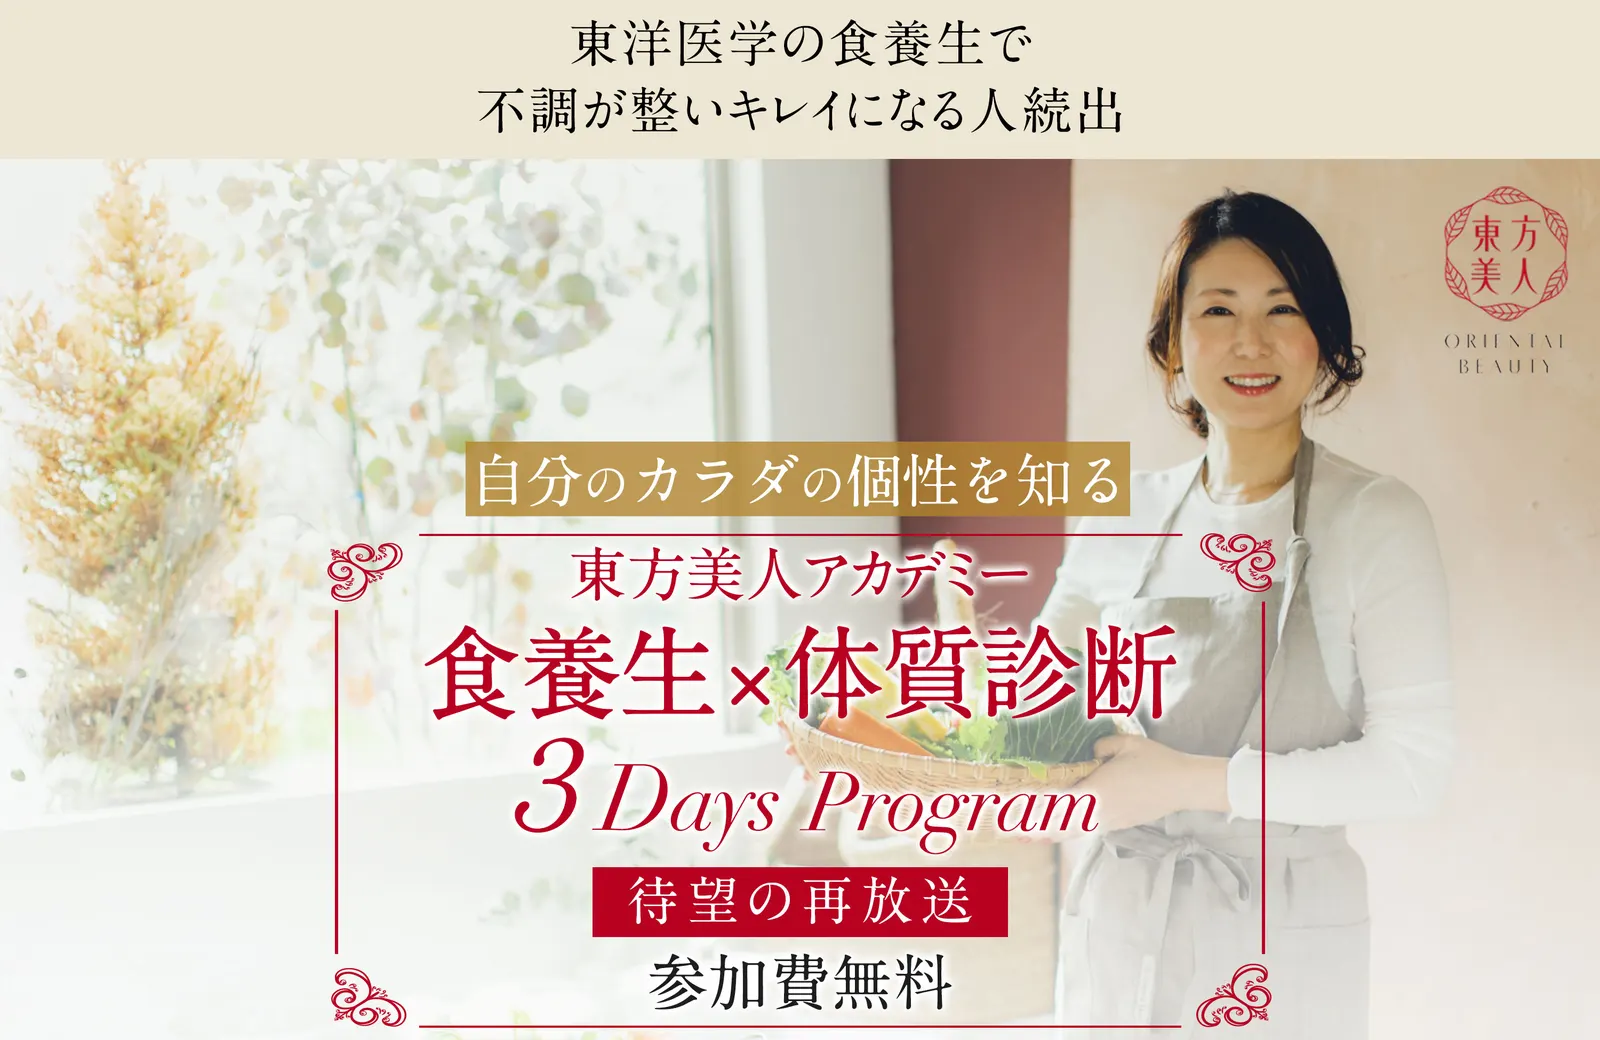 東洋医学の食養生で
不調が整いキレイになる人続出
東方
美人
ORIENTAL
BEAUTY
自分のカラダの個性を知る
東方美人アカデミー
食養生×体質診断
3 Days Program
待望の再放送
参加費無料